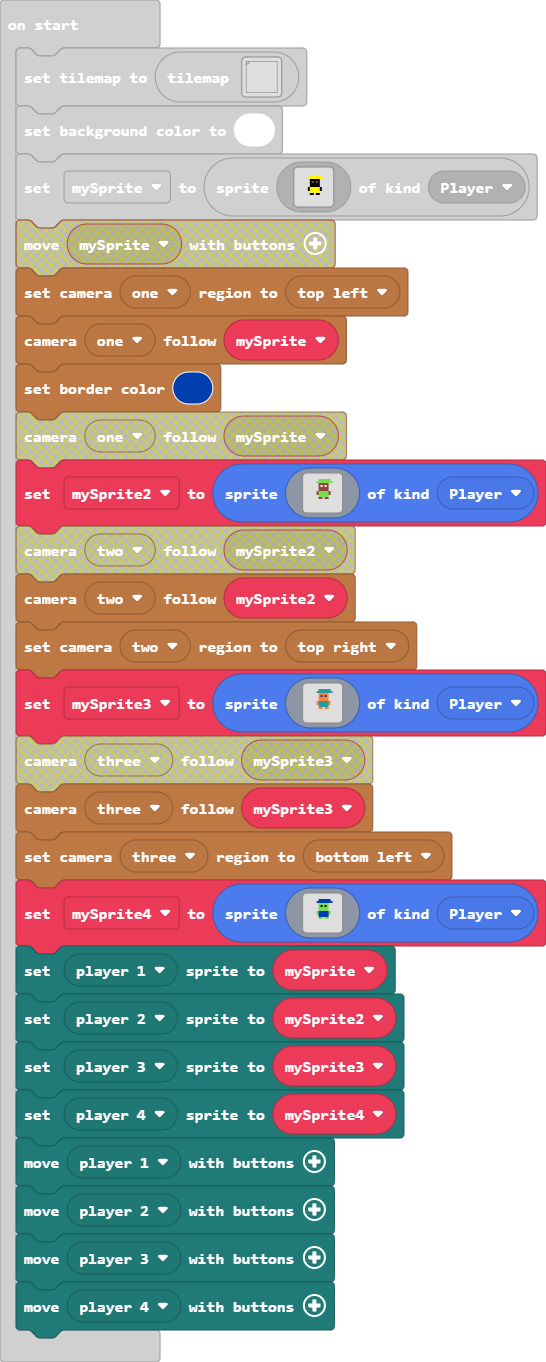 on start
set tilemap to tilemap
set background color to
set mySprite to sprite of kind Player
move mySprite with buttons
set camera one region to top left
camera one follow mySprite
set border color
camera one follow mySprite
set mySprite2 to sprite of kind Player
camera two follow mySprite2
camera two follow mySprite2
set camera two region to top right
set mySprite3 to sprite of kind Player
camera three follow mySprite3
camera three follow mySprite3
set camera three region to bottom left
set mySprite4 to sprite of kind Player
set player 1 sprite to mySprite
set player 2 sprite to mySprite2
set player 3 sprite to mySprite3
set player 4 sprite to mySprite4
move player 1 with buttons
move player 2 with buttons
move player 3 with buttons
move player 4 with buttons